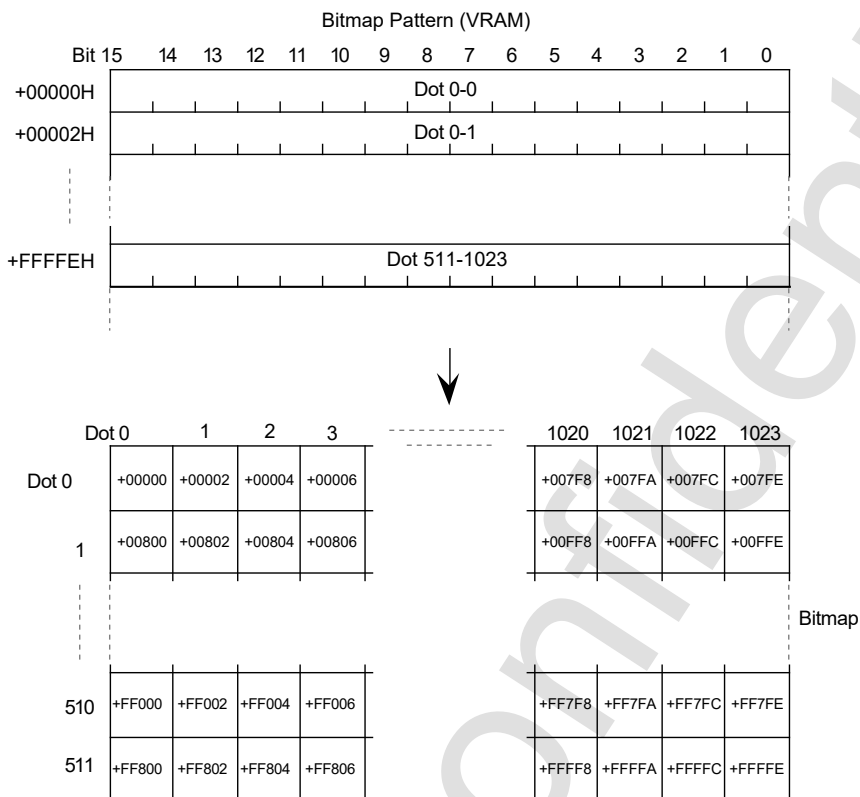 Bitmap Pattern (VRAM)
Bit 15 14 13 12 11 10 9 8 7 6 5 4 3 2 1 0
+00000H Dot 0-0
+00002H Dot 0-1
+FFFFEH Dot 511-1023
Dot 0 1 2 3 1020 1021 1022 1023
Dot 0 +00000 +00002 +00004 +00006 +007F8 +007FA +007FC +007FE
1 +00800 +00802 +00804 +00806 +00FF8 +00FFA +00FFC +00FFE
Bitmap
510 +FF000 +FF002 +FF004 +FF006 +FF7F8 +FF7FA +FF7FC +FF7FE
511 +FF800 +FF802 +FF804 +FF806 +FFFF8 +FFFFA +FFFFC +FFFFE